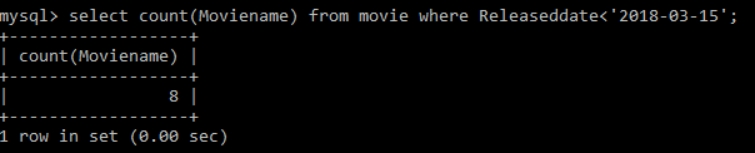 mysql> select count(Moviename) from movie where Releaseddate<'2018-03-15';
+------------------+
| count(Moviename) |
+------------------+
|                8 |
+------------------+
1 row in set (0.00 sec)